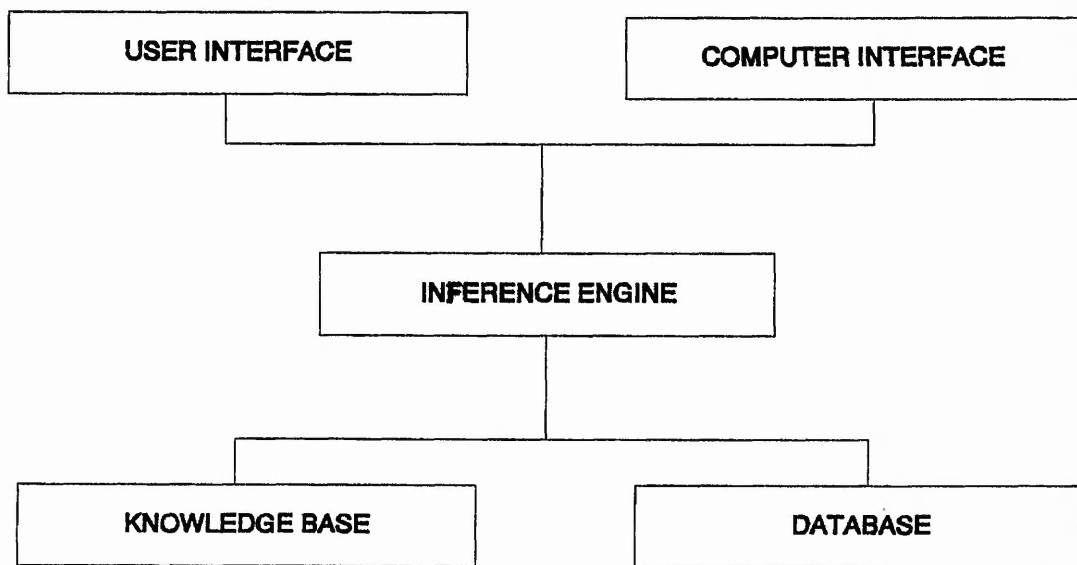 USER INTERFACE
COMPUTER INTERFACE
INFERENCE ENGINE
KNOWLEDGE BASE
DATABASE